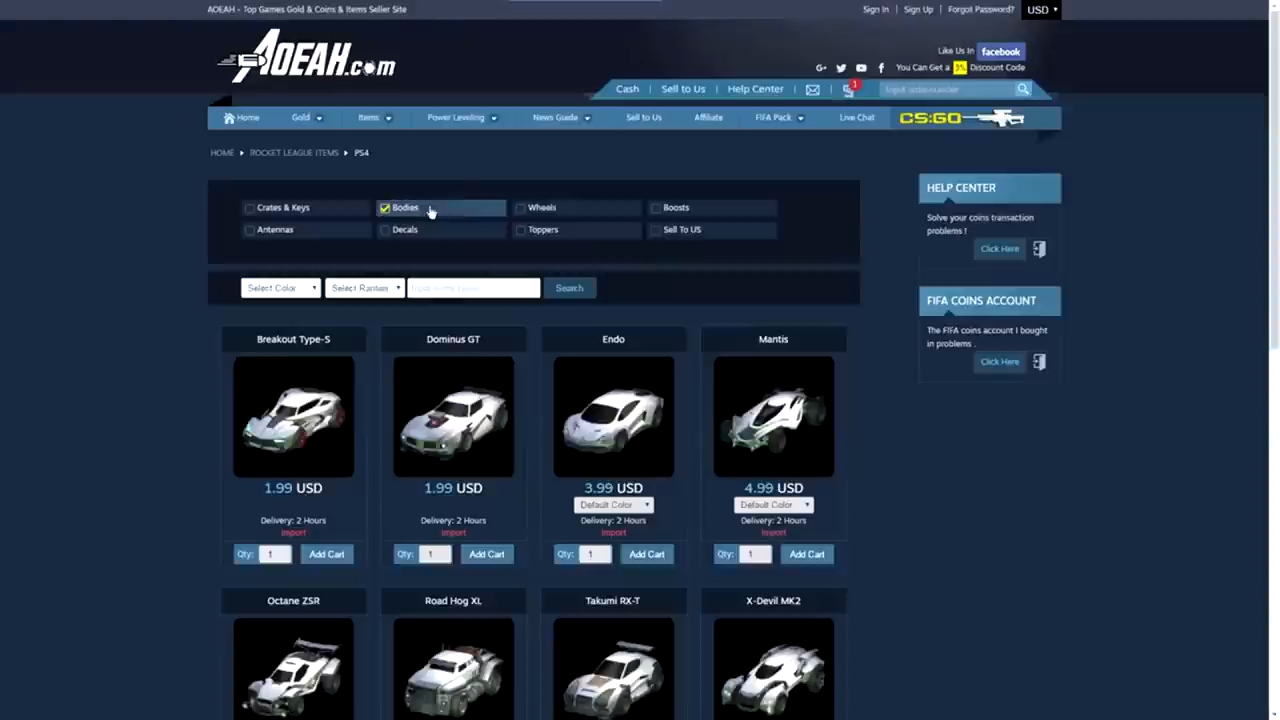 AOEAH - Top Games Gold & Coins & Items Seller Site
Sign In | Sign Up | Forgot Password? USD
AOEAH.com
Like Us In facebook
You Can Get a 3% Discount Code
Cash | Sell to Us | Help Center | 1 Input order number
Home Gold Items Power Leveling News Guide Sell to Us Affiliate FIFA Pack Live Chat CS:GO
HOME ROCKET LEAGUE ITEMS PS4
Crates & Keys Bodies Wheels Boosts
Antennas Decals Toppers Sell To US
Select Color Select Rarities Search
HELP CENTER
Solve your coins transaction
problems !
Click Here
FIFA COINS ACCOUNT
The FIFA coins account I bought
in problems .
Click Here
Breakout Type-S Dominus GT Endo Mantis
1.99 USD 1.99 USD 3.99 USD 4.99 USD
Default Color Default Color
Delivery: 2 Hours Delivery: 2 Hours Delivery: 2 Hours Delivery: 2 Hours
Import Import Import Import
Qty: 1 Add Cart Qty: 1 Add Cart Qty: 1 Add Cart Qty: 1 Add Cart
Octane ZSR Road Hog XL Takumi RX-T X-Devil MK2